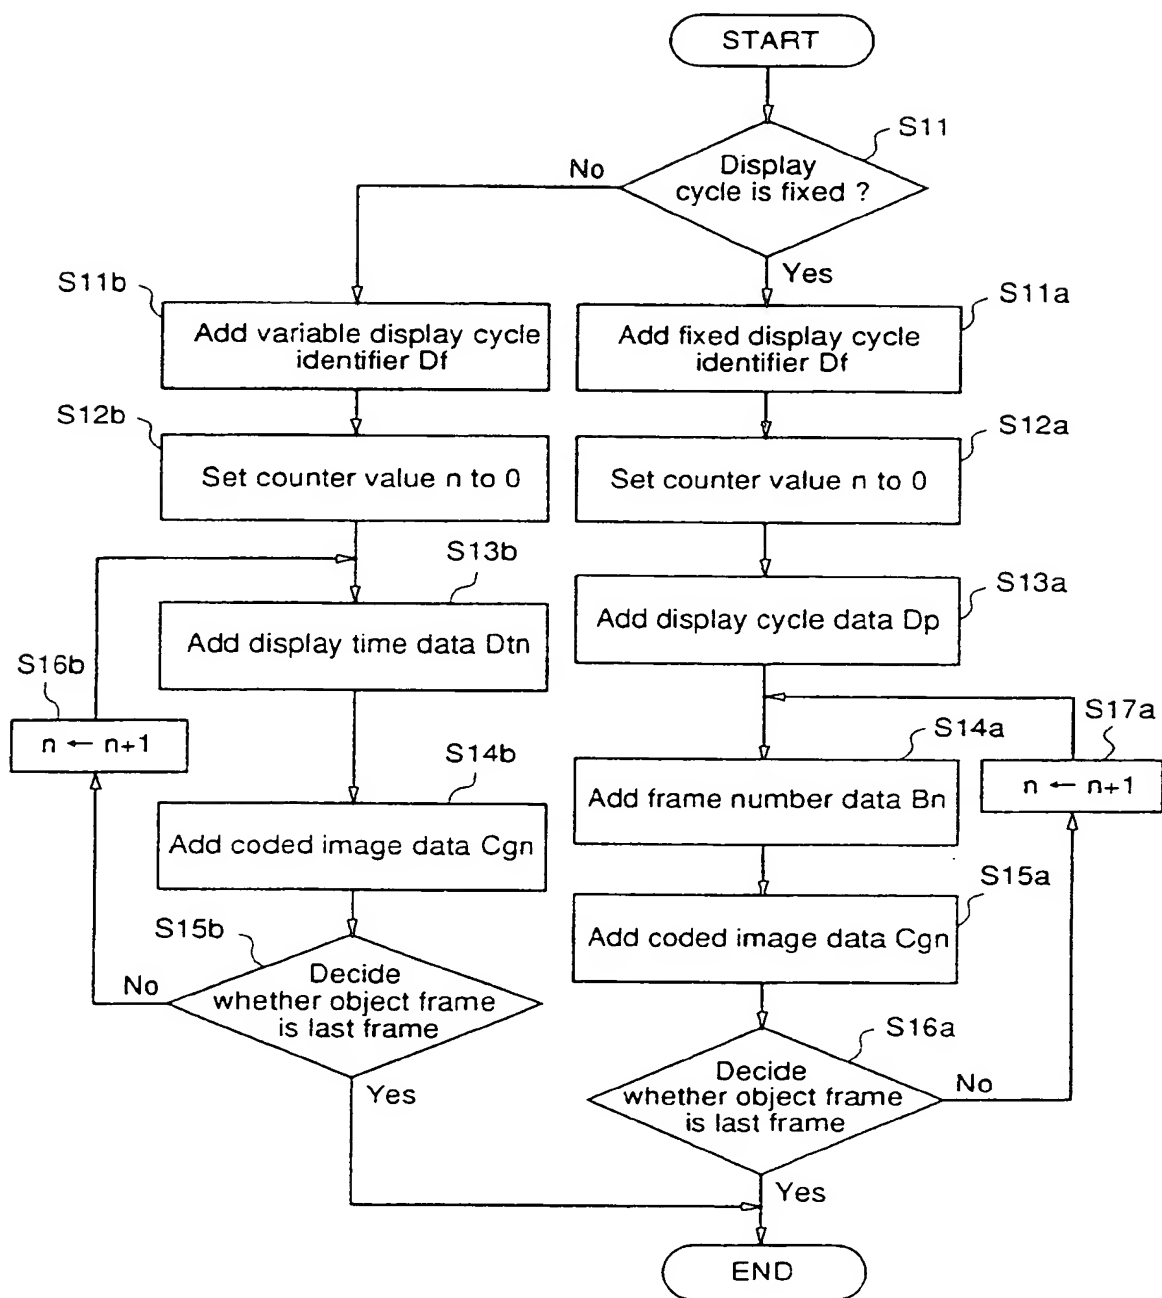 START
S11
Display
cycle is fixed ?
No
Yes
S11b
S11a
Add variable display cycle
identifier Df
Add fixed display cycle
identifier Df
S12b
S12a
Set counter value n to 0
Set counter value n to 0
S13b
S13a
Add display time data Dtn
Add display cycle data Dp
S16b
n ← n+1
S17a
n ← n+1
S14b
S14a
Add coded image data Cgn
Add frame number data Bn
S15b
S15a
Add coded image data Cgn
Decide
whether object frame
is last frame
No
Yes
S16a
Decide
whether object frame
is last frame
No
Yes
END